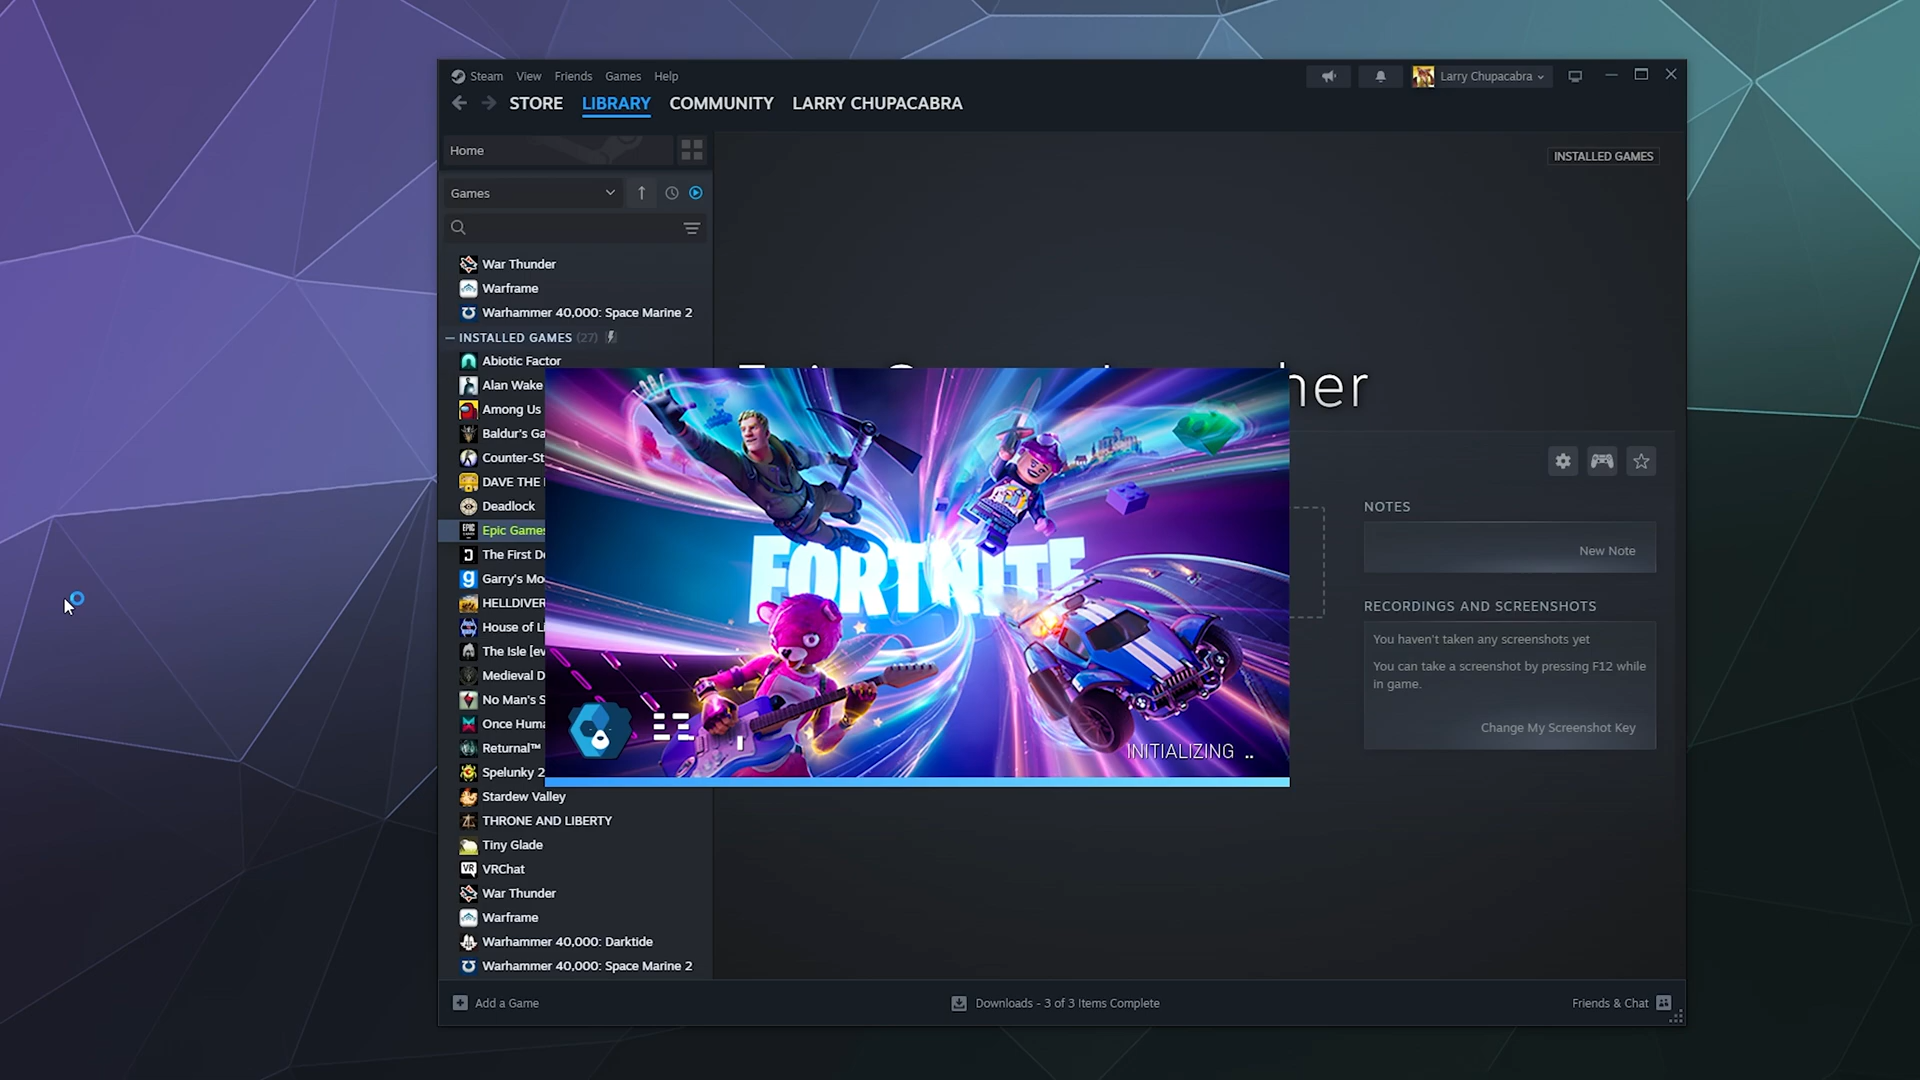 Steam View Friends Games Help
Larry Chupacabra
STORE LIBRARY COMMUNITY LARRY CHUPACABRA
Home
INSTALLED GAMES
Games
War Thunder
Warframe
Warhammer 40,000: Space Marine 2
INSTALLED GAMES (27)
Abiotic Factor
Alan Wake
Among Us
Baldur's Ga
Counter-St
DAVE THE
Deadlock
EPIC
Epic Games
The First De
Garry's Mo
HELLDIVER
House of Li
The Isle [ev
Medieval D
No Man's S
Once Huma
Returnal™
Spelunky 2
Stardew Valley
THRONE AND LIBERTY
Tiny Glade
VR
VRChat
War Thunder
Warframe
Warhammer 40,000: Darktide
Warhammer 40,000: Space Marine 2
her
FORTNITE
INITIALIZING ..
NOTES
New Note
RECORDINGS AND SCREENSHOTS
You haven't taken any screenshots yet
You can take a screenshot by pressing F12 while
in game.
Change My Screenshot Key
Add a Game
Downloads - 3 of 3 Items Complete
Friends & Chat